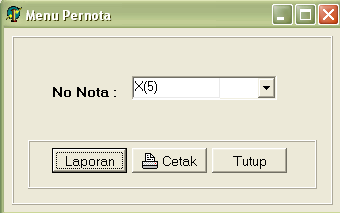 Menu Pernota
No Nota : X(5)
Laporan Cetak Tutup